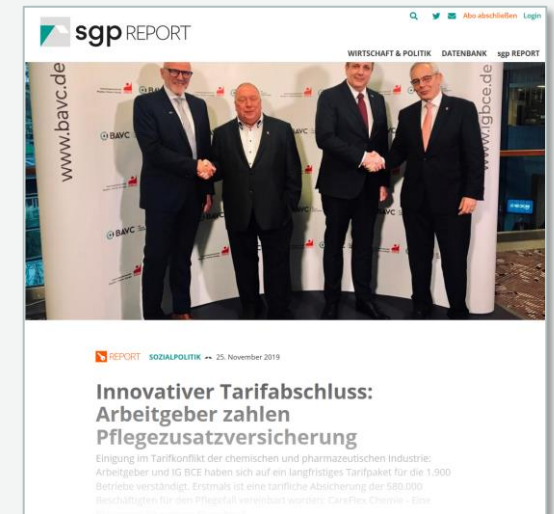 Abo abschließen Login
sgp REPORT
WIRTSCHAFT & POLITIK DATENBANK sgp REPORT
www.bavc.de
www.igbce.de
BAVC
BAVC
BAVC
REPORT SOZIALPOLITIK 25. November 2019
Innovativer Tarifabschluss:
Arbeitgeber zahlen
Pflegezusatzversicherung
Einigung im Tarifkonflikt der chemischen und pharmazeutischen Industrie:
Arbeitgeber und IG BCE haben sich auf ein langfristiges Tarifpaket für die 1.900
Betriebe verständigt. Erstmals ist eine tarifliche Absicherung der 580.000
Beschäftigten für den Pflegefall vereinbart worden: CareFlex Chemie - Eine